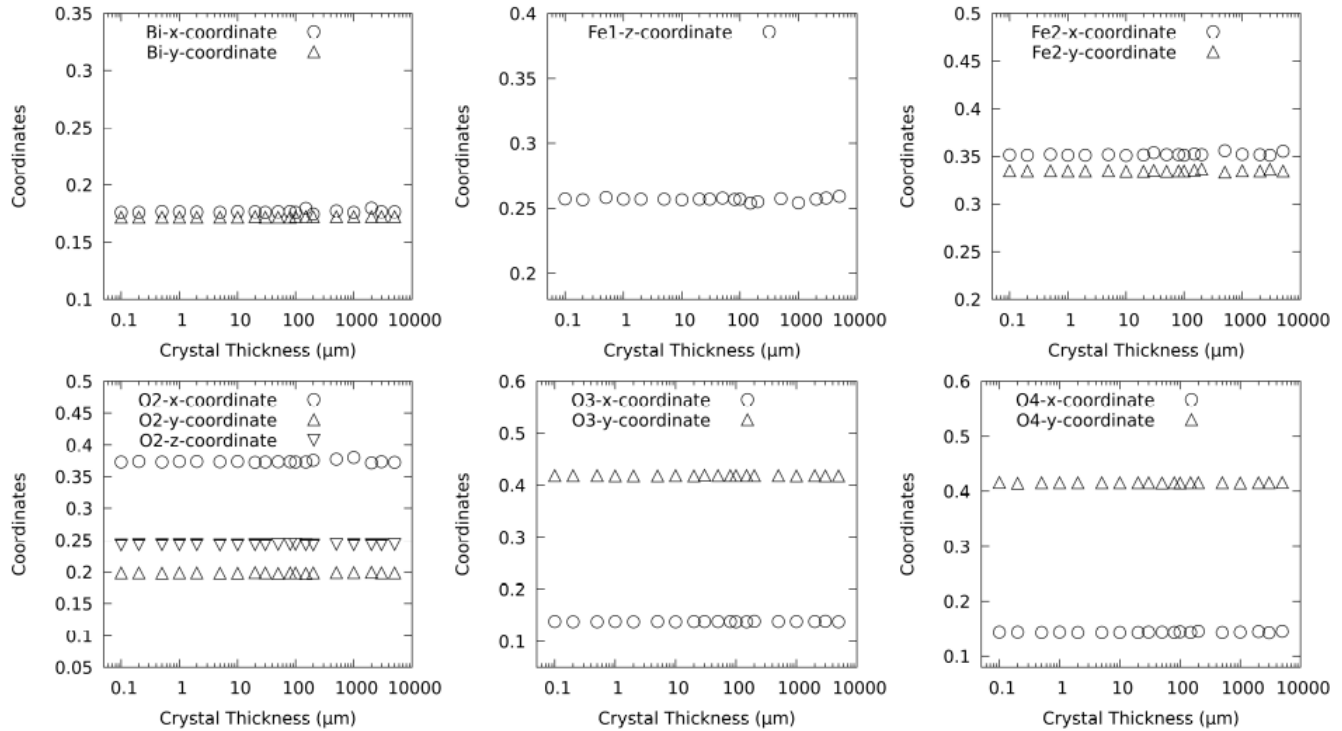 Bi-x-coordinate
Bi-y-coordinate
0.35
0.3
0.25
0.2
0.15
0.1
Coordinates
0.1 1 10 100 1000 10000
Crystal Thickness (µm)
Fe1-z-coordinate
0.4
0.35
0.3
0.25
0.2
Coordinates
0.1 1 10 100 1000 10000
Crystal Thickness (µm)
Fe2-x-coordinate
Fe2-y-coordinate
0.5
0.45
0.4
0.35
0.3
0.25
0.2
Coordinates
0.1 1 10 100 1000 10000
Crystal Thickness (µm)
O2-x-coordinate
O2-y-coordinate
O2-z-coordinate
0.5
0.45
0.4
0.35
0.3
0.25
0.2
0.15
0.1
0.05
Coordinates
0.1 1 10 100 1000 10000
Crystal Thickness (µm)
O3-x-coordinate
O3-y-coordinate
0.6
0.5
0.4
0.3
0.2
0.1
Coordinates
0.1 1 10 100 1000 10000
Crystal Thickness (µm)
O4-x-coordinate
O4-y-coordinate
0.6
0.5
0.4
0.3
0.2
0.1
Coordinates
0.1 1 10 100 1000 10000
Crystal Thickness (µm)